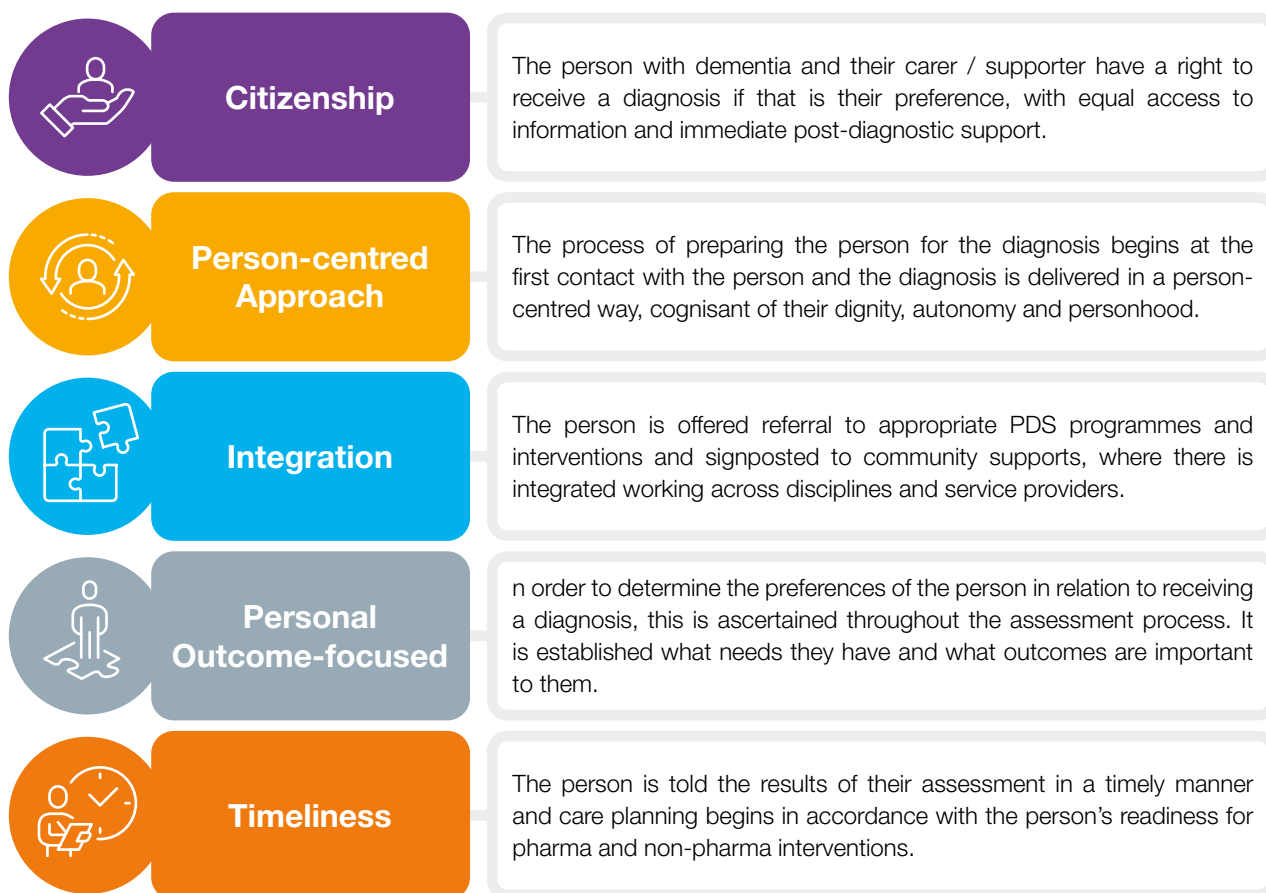 Citizenship
The person with dementia and their carer / supporter have a right to
receive a diagnosis if that is their preference, with equal access to
information and immediate post-diagnostic support.
Person-centred
Approach
The process of preparing the person for the diagnosis begins at the
first contact with the person and the diagnosis is delivered in a person-
centred way, cognisant of their dignity, autonomy and personhood.
Integration
The person is offered referral to appropriate PDS programmes and
interventions and signposted to community supports, where there is
integrated working across disciplines and service providers.
Personal
Outcome-focused
n order to determine the preferences of the person in relation to receiving
a diagnosis, this is ascertained throughout the assessment process. It
is established what needs they have and what outcomes are important
to them.
Timeliness
The person is told the results of their assessment in a timely manner
and care planning begins in accordance with the person's readiness for
pharma and non-pharma interventions.